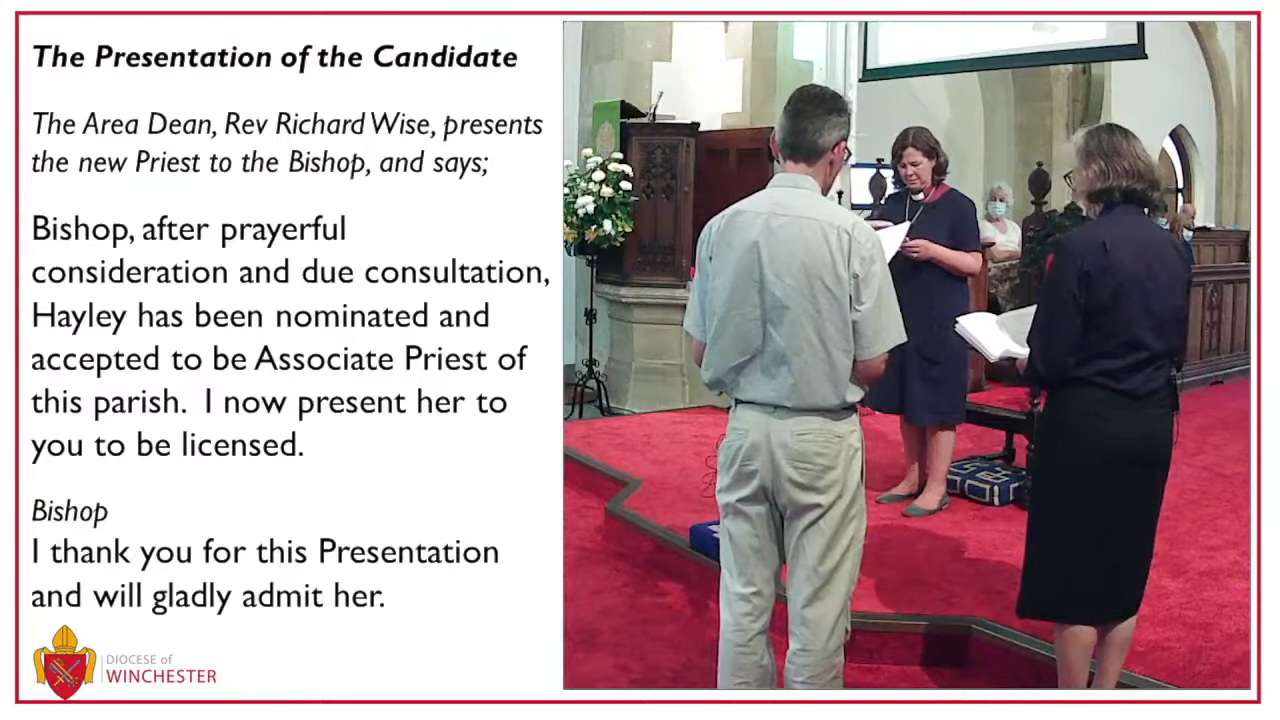 The Presentation of the Candidate
The Area Dean, Rev Richard Wise, presents
the new Priest to the Bishop, and says;
Bishop, after prayerful
consideration and due consultation,
Hayley has been nominated and
accepted to be Associate Priest of
this parish. I now present her to
you to be licensed.
Bishop
I thank you for this Presentation
and will gladly admit her.
DIOCESE of
WINCHESTER